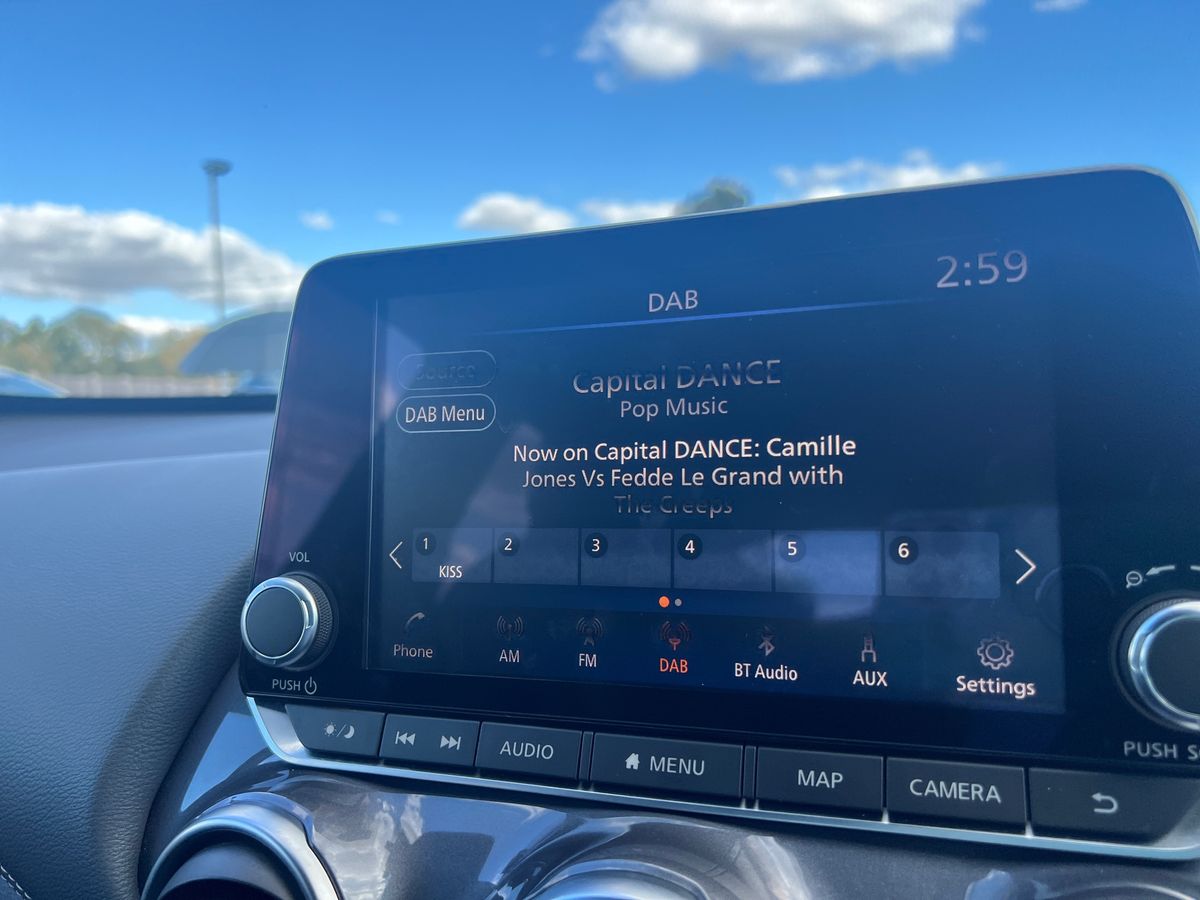 2:59
DAB
Source
Capital DANCE
Pop Music
DAB Menu
Now on Capital DANCE: Camille
Jones Vs Fedde Le Grand with
The Creeps
1 2 3 4 5 6
KISS
VOL
Phone AM FM DAB BT Audio AUX Settings
PUSH
PUSH
AUDIO MENU MAP CAMERA